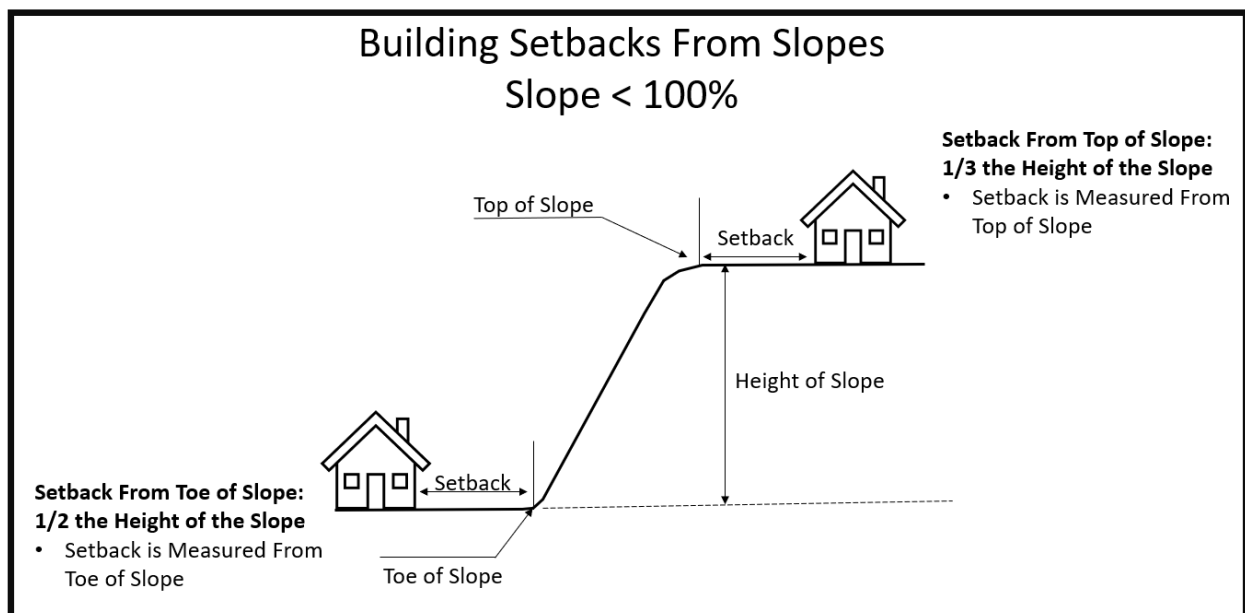 Building Setbacks From Slopes
Slope < 100%
Setback From Top of Slope:
1/3 the Height of the Slope
• Setback is Measured From
Top of Slope
Top of Slope
Setback
Height of Slope
Setback
Setback From Toe of Slope:
1/2 the Height of the Slope
• Setback is Measured From
Toe of Slope
Toe of Slope